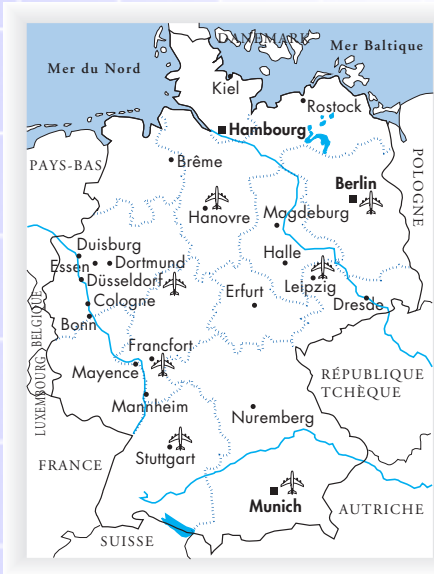 DANEMARK
Mer Baltique
Mer du Nord
Kiel
Rostock
Hambourg
Brême
PAYS-BAS
POLOGNE
Berlin
Hanovre
Magdeburg
Duisburg
Essen
Dortmund
Halle
Düsseldorf
Leipzig
Cologne
Erfurt
Dresde
Bonn
BELGIQUE
LUXEMBOURG
Francfort
Mayence
RÉPUBLIQUE
TCHÈQUE
Mannheim
Nuremberg
Stuttgart
FRANCE
Munich
AUTRICHE
SUISSE